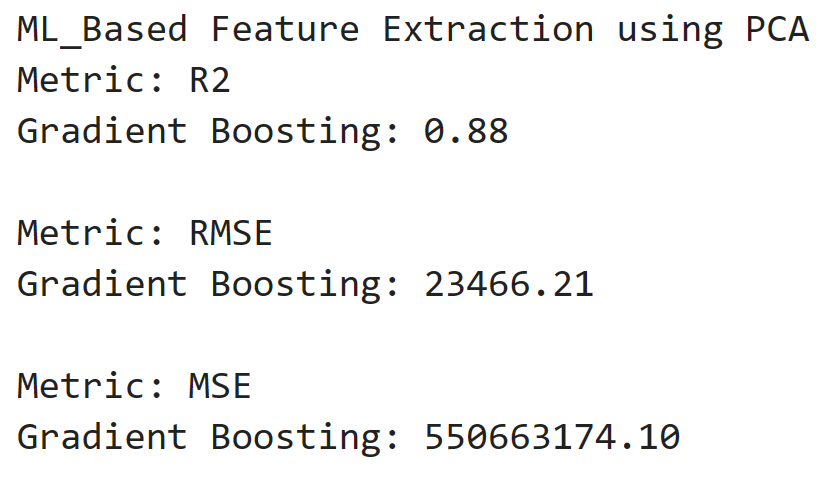 ML_Based Feature Extraction using PCA
Metric: R2
Gradient Boosting: 0.88
Metric: RMSE
Gradient Boosting: 23466.21
Metric: MSE
Gradient Boosting: 550663174.10